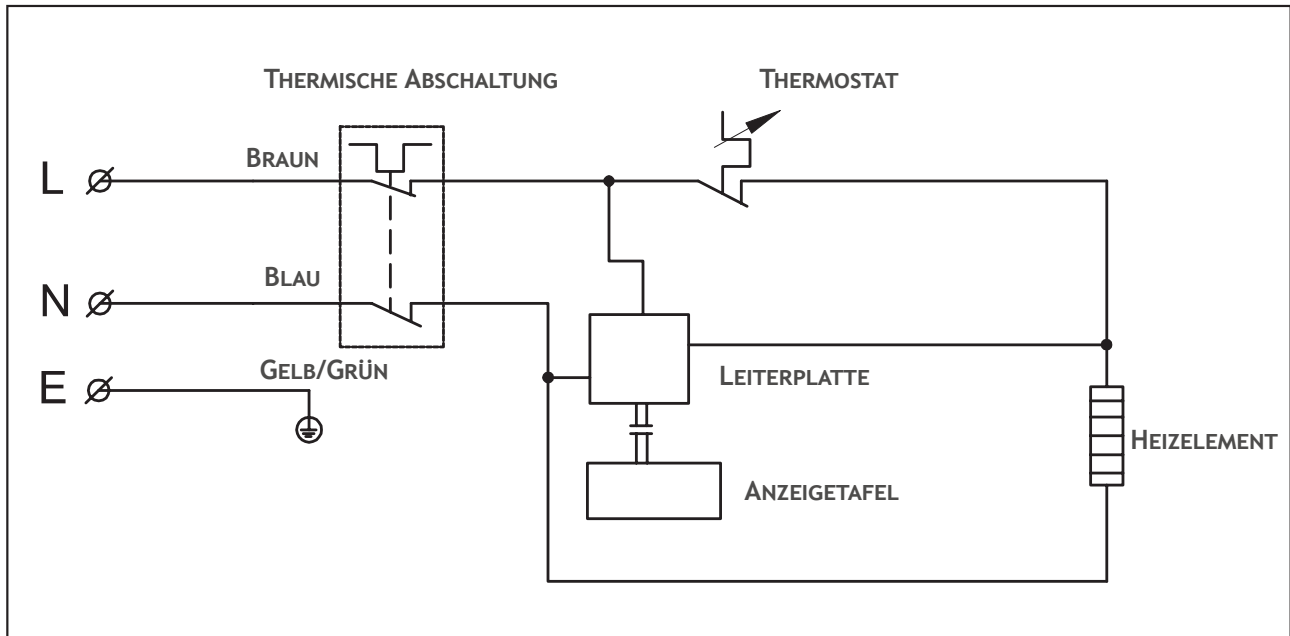 Thermische Abschaltung
Thermostat
Braun
L
Blau
N
Gelb/Grün
E
Leiterplatte
Heizelement
Anzeigetafel